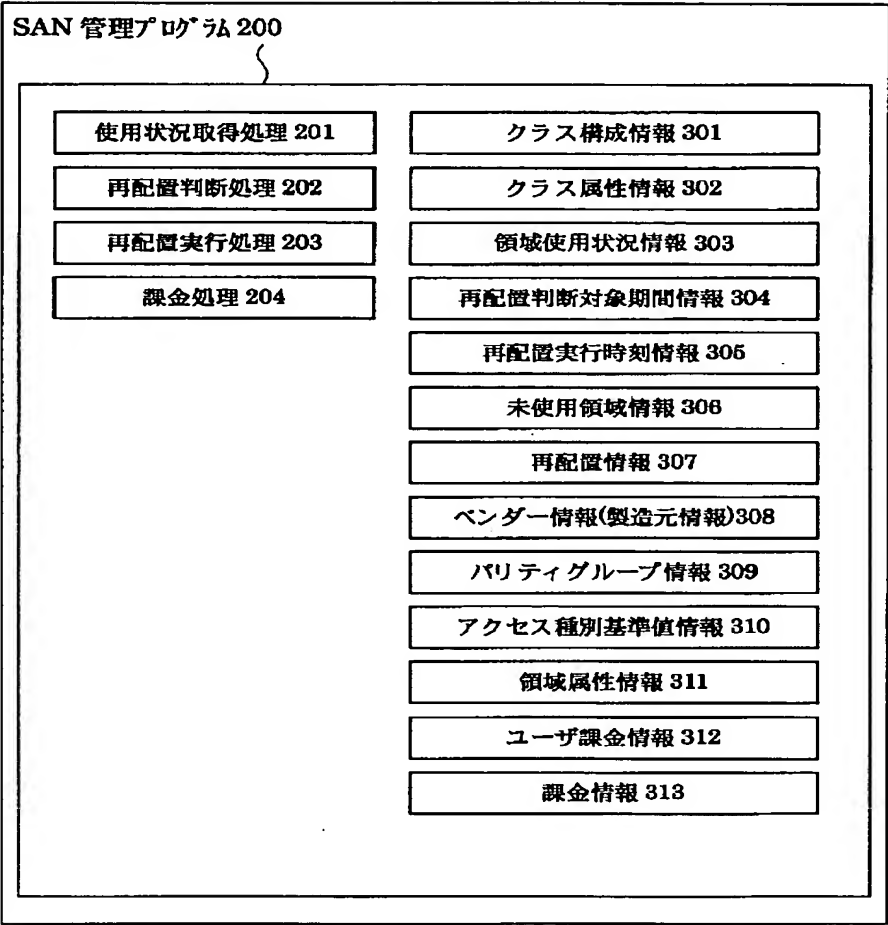 SAN 管理プログラム200
使用状況取得処理 201
再配置判断処理 202
再配置実行処理 203
課金処理 204
クラス構成情報 301
クラス属性情報 302
領域使用状況情報 303
再配置判断対象期間情報 304
再配置実行時刻情報 305
未使用領域情報 306
再配置情報 307
ベンダー情報(製造元情報)308
パリティグループ情報 309
アクセス種別基準値情報 310
領域属性情報 311
ユーザ課金情報 312
課金情報 313